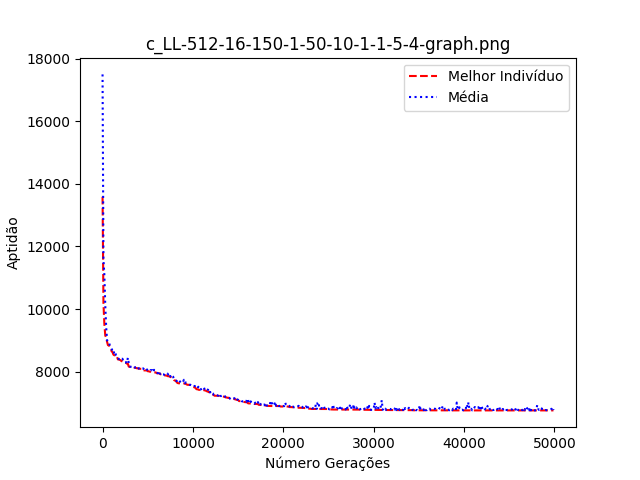 c_LL-512-16-150-1-50-10-1-1-5-4-graph.png
18000
16000
14000
12000
10000
8000
Aptidão
Melhor Indivíduo
Média
0
10000
20000
30000
40000
50000
Número Gerações